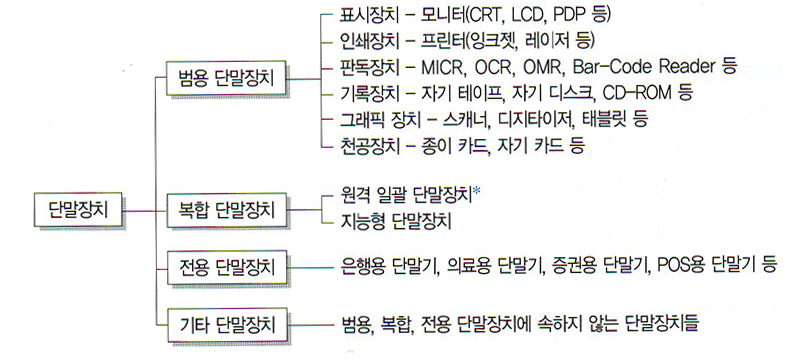 단말장치
범용 단말장치
표시장치 - 모니터(CRT, LCD, PDP 등)
인쇄장치 - 프린터(잉크젯, 레이저 등)
판독장치 - MICR, OCR, OMR, Bar-Code Reader 등
기록장치 - 자기 테이프, 자기 디스크, CD-ROM 등
그래픽 장치 - 스캐너, 디지타이저, 태블릿 등
천공장치 - 종이 카드, 자기 카드 등
복합 단말장치
원격 일괄 단말장치*
지능형 단말장치
전용 단말장치
은행용 단말기, 의료용 단말기, 증권용 단말기, POS용 단말기 등
기타 단말장치
범용, 복합, 전용 단말장치에 속하지 않는 단말장치들